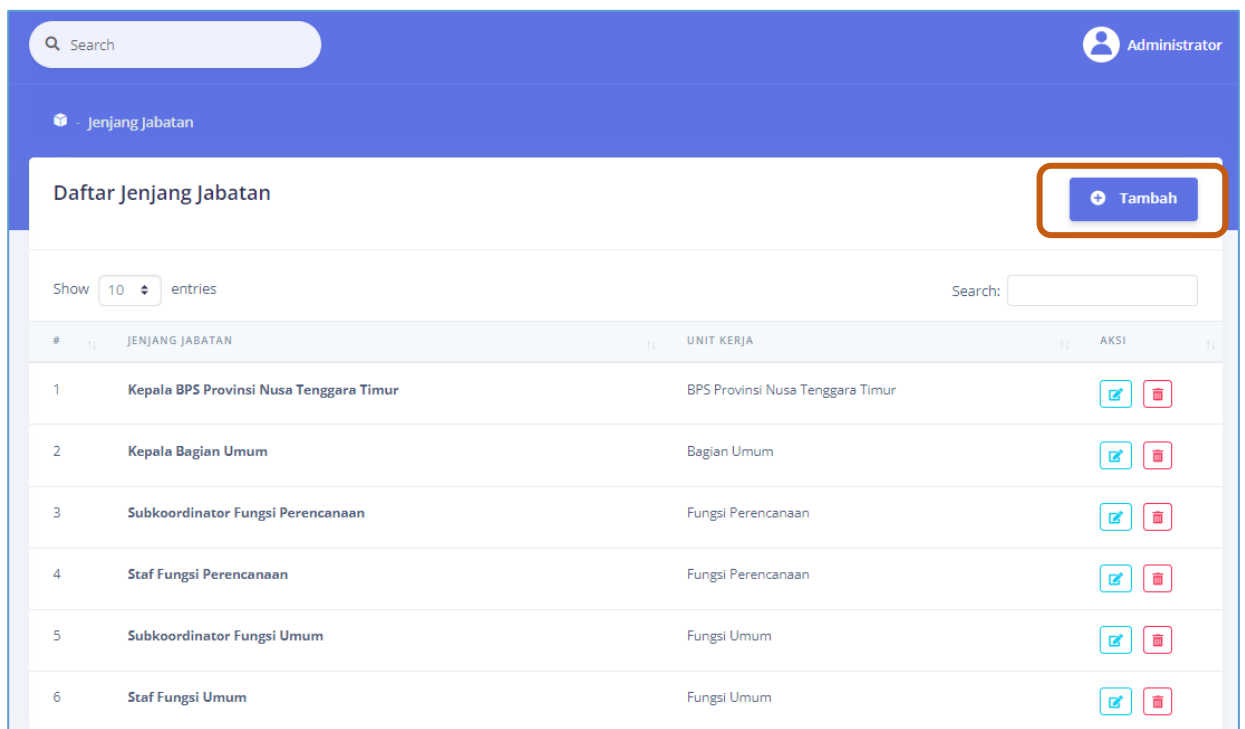 Search
Administrator
- Jenjang Jabatan
Daftar Jenjang Jabatan
Tambah
Show 10 entries
Search:
# JENJANG JABATAN UNIT KERJA AKSI
1 Kepala BPS Provinsi Nusa Tenggara Timur BPS Provinsi Nusa Tenggara Timur
2 Kepala Bagian Umum Bagian Umum
3 Subkoordinator Fungsi Perencanaan Fungsi Perencanaan
4 Staf Fungsi Perencanaan Fungsi Perencanaan
5 Subkoordinator Fungsi Umum Fungsi Umum
6 Staf Fungsi Umum Fungsi Umum